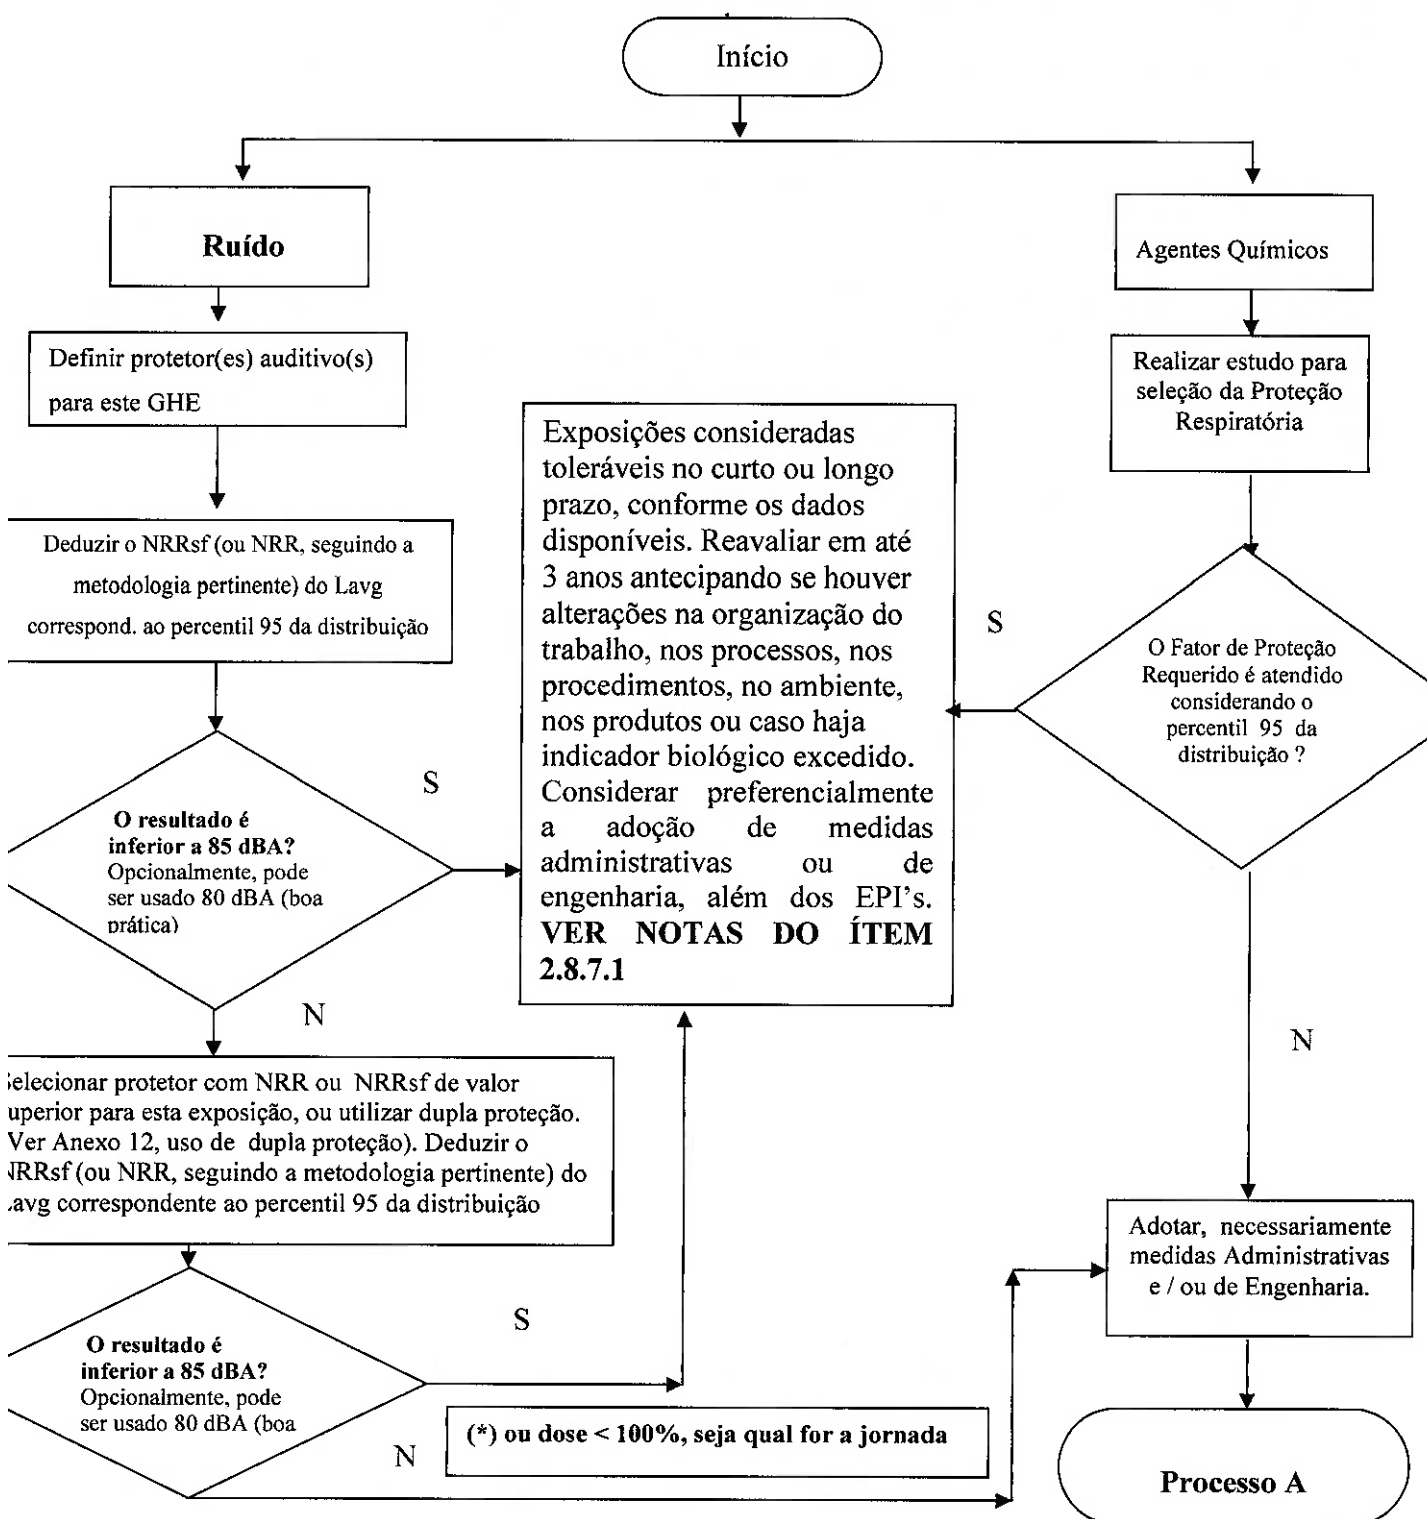 Início
Ruído
Agentes Químicos
Definir protetor(es) auditivo(s)
para este GHE
Realizar estudo para
seleção da Proteção
Respiratória
Deduzir o NRRsf (ou NRR, seguindo a
metodologia pertinente) do Lavg
correspond. ao percentil 95 da distribuição
Exposições consideradas
toleráveis no curto ou longo
prazo, conforme os dados
disponíveis. Reavaliar em até
3 anos antecipando se houver
alterações na organização do
trabalho, nos processos, nos
procedimentos, no ambiente,
nos produtos ou caso haja
indicador biológico excedido.
Considerar preferencialmente
a adoção de medidas
administrativas ou de
engenharia, além dos EPI's.
VER NOTAS DO ÍTEM
2.8.7.1
S
O Fator de Proteção
Requerido é atendido
considerando o
percentil 95 da
distribuição ?
S
O resultado é
inferior a 85 dBA?
Opcionalmente, pode
ser usado 80 dBA (boa
prática)
N
N
Selecionar protetor com NRR ou NRRsf de valor
superior para esta exposição, ou utilizar dupla proteção.
(Ver Anexo 12, uso de dupla proteção). Deduzir o
NRRsf (ou NRR, seguindo a metodologia pertinente) do
Lavg correspondente ao percentil 95 da distribuição
Adotar, necessariamente
medidas Administrativas
e / ou de Engenharia.
S
O resultado é
inferior a 85 dBA?
Opcionalmente, pode
ser usado 80 dBA (boa
N
(*) ou dose < 100%, seja qual for a jornada
Processo A